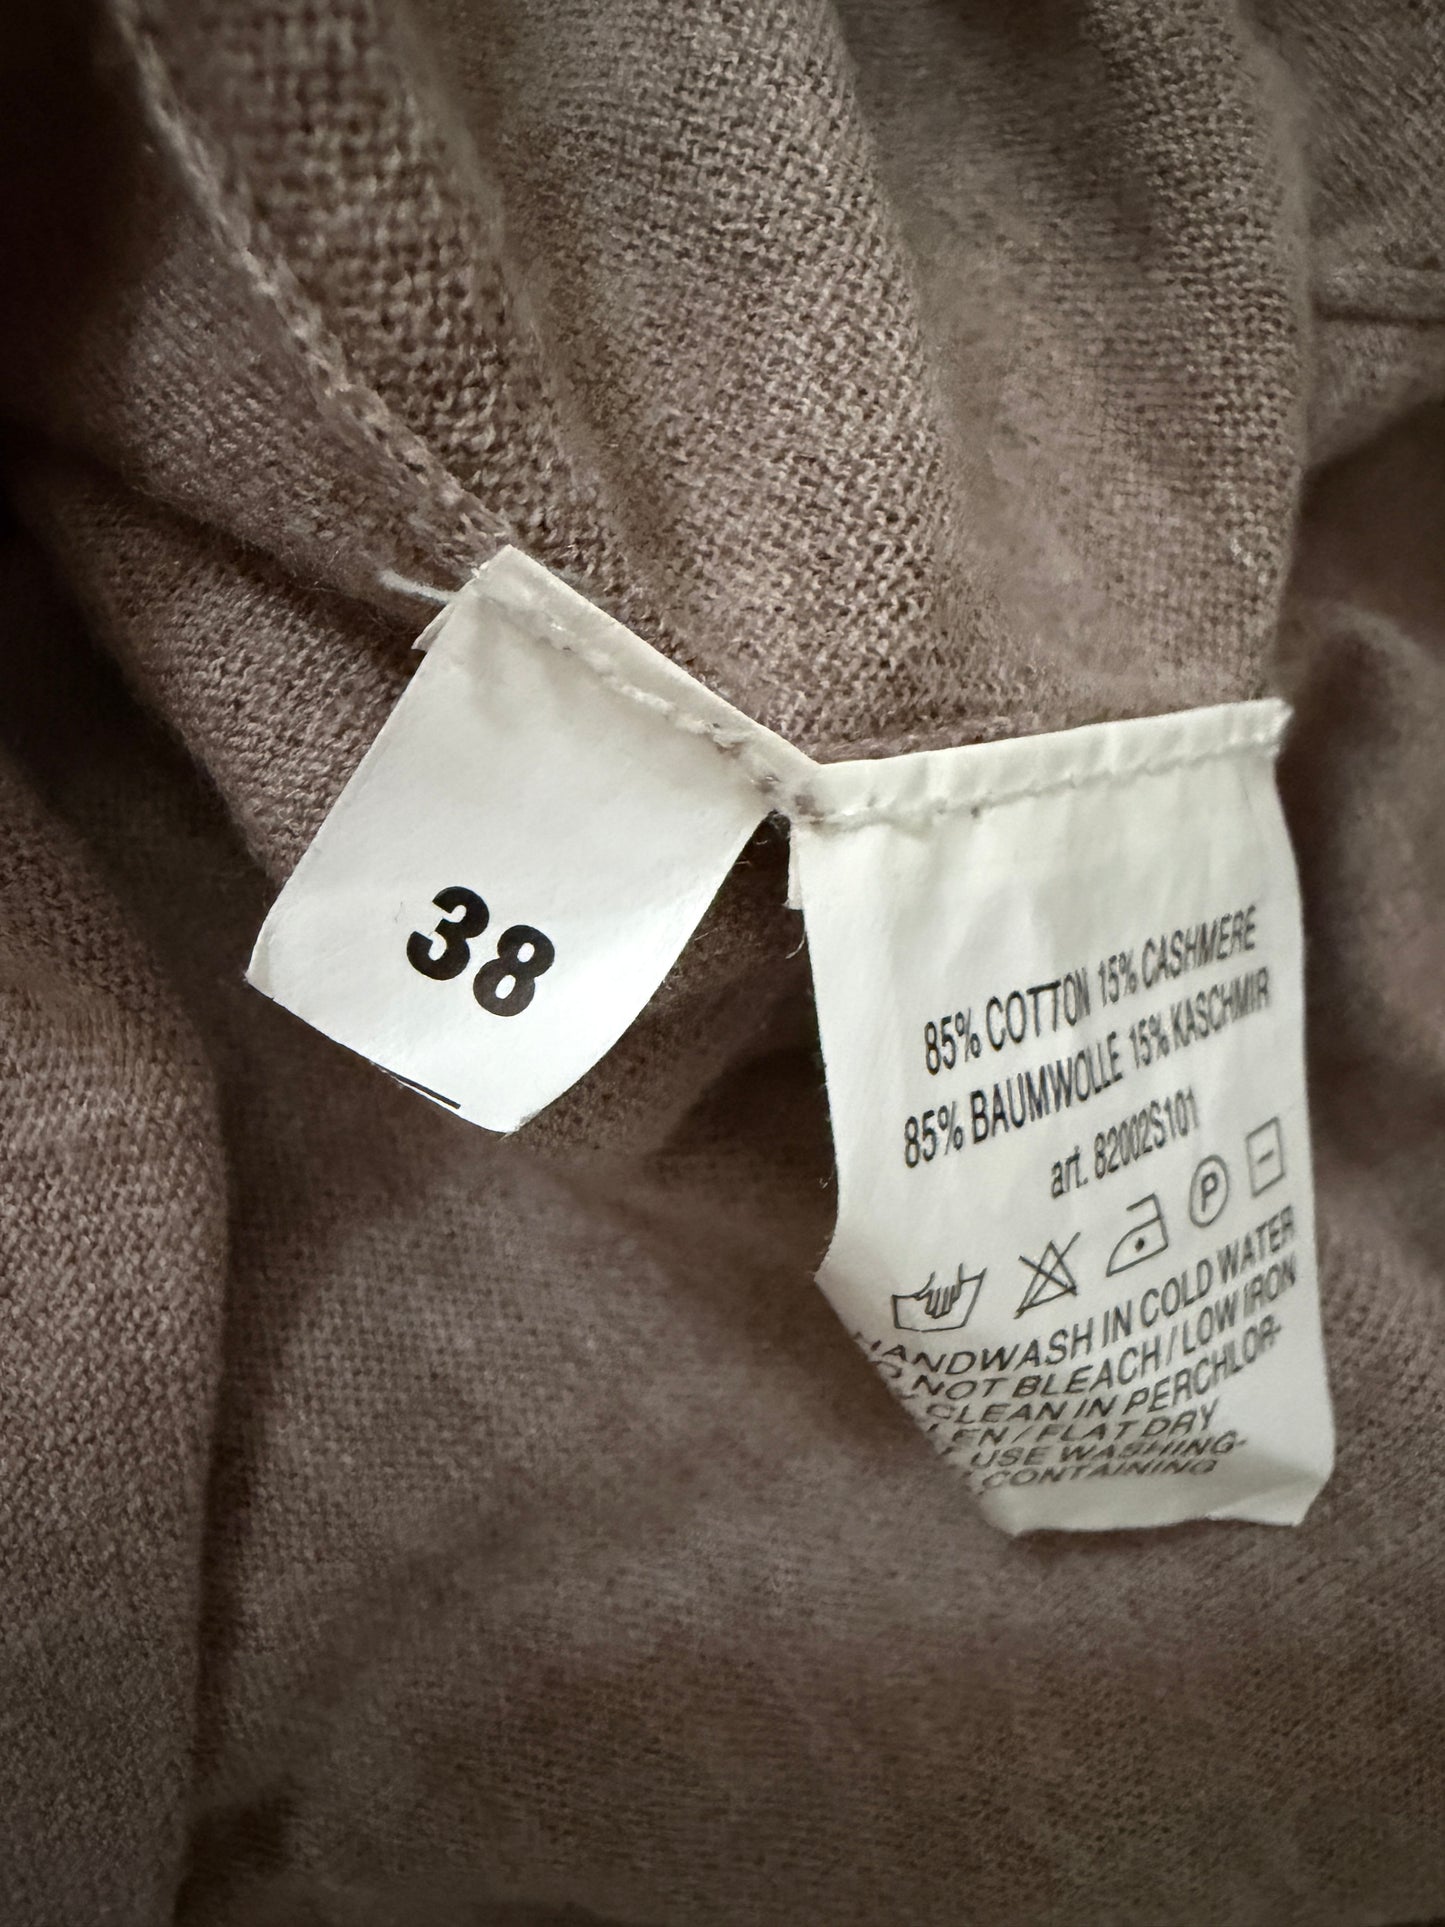 38
85% COTTON 15% CASHMERE
85% BAUMWOLLE 15% KASCHMIR
art. 82002S101
P
HANDWASH IN COLD WATER
NOT BLEACH / LOW IRON
CLEAN IN PERCHLOR-
FLAT DRY
USE WASHING-
CONTAINING